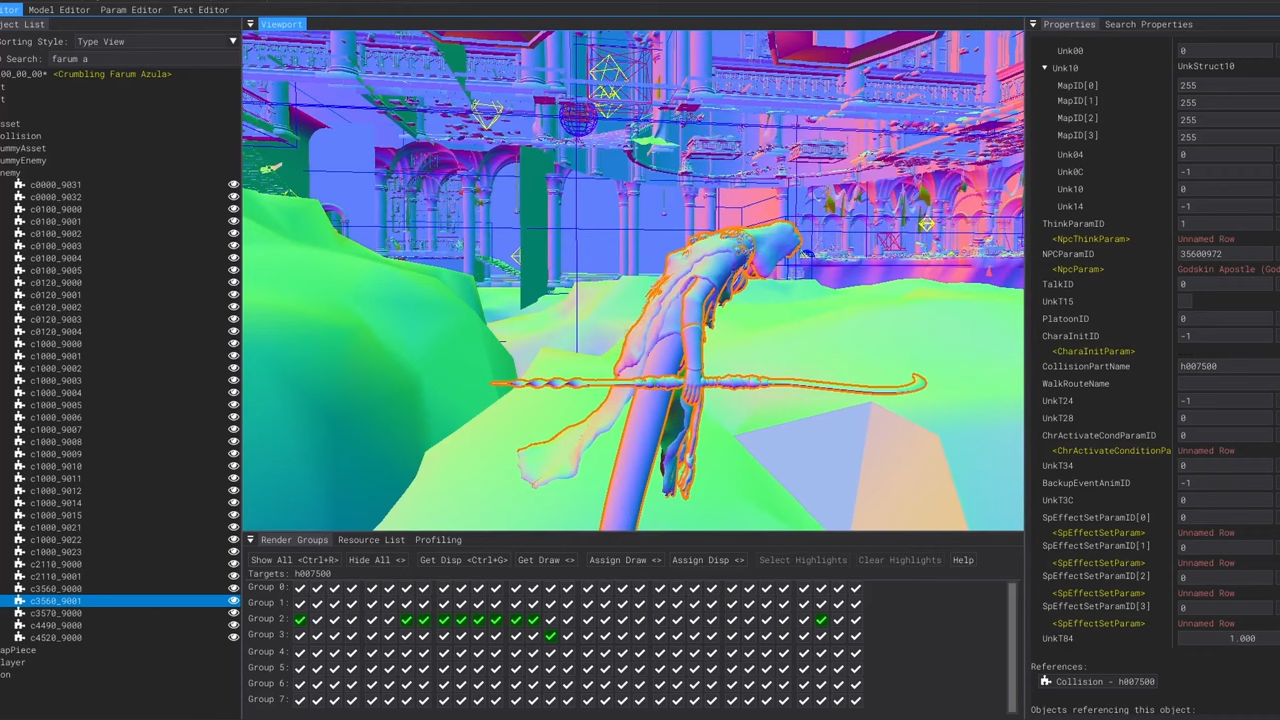 itor Model Editor Param Editor Text Editor
ject List
Sorting Style: Type View
Search: farum a
00_00_00* <Crumbling Farum Azula>
t
t
sset
ollision
ummyAsset
ummyEnemy
nemy
c0000_9031
c0000_9032
c0100_9000
c0100_9001
c0100_9002
c0100_9003
c0100_9004
c0100_9005
c0120_9000
c0120_9001
c0120_9002
c0120_9003
c0120_9004
c1000_9000
c1000_9001
c1000_9002
c1000_9003
c1000_9004
c1000_9005
c1000_9006
c1000_9007
c1000_9008
c1000_9009
c1000_9010
c1000_9011
c1000_9012
c1000_9014
c1000_9015
c1000_9021
c1000_9022
c1000_9023
c2110_9000
c2110_9001
c3560_9000
c3560_9001
c3570_9000
c4490_9000
c4520_9000
apPiece
layer
on
Viewport
Render Groups Resource List Profiling
Show All <Ctrl+R> Hide All <> Get Disp <Ctrl+G> Get Draw <> Assign Draw <> Assign Disp <> Select Highlights Clear Highlights Help
Targets: h007500
Group 0:
Group 1:
Group 2:
Group 3:
Group 4:
Group 5:
Group 6:
Group 7:
Properties Search Properties
Unk00 0
Unk10 UnkStruct10
MapID[0] 255
MapID[1] 255
MapID[2] 255
MapID[3] 255
Unk04 0
Unk0C -1
Unk10 0
Unk14 -1
ThinkParamID 1
<NpcThinkParam> Unnamed Row
NPCParamID 35600972
<NpcParam> Godskin Apostle (God
TalkID 0
UnkT15
PlatoonID 0
CharaInitID -1
<CharaInitParam>
CollisionPartName h007500
WalkRouteName
UnkT24 -1
UnkT28 0
ChrActivateCondParamID 0
<ChrActivateConditionPa Unnamed Row
UnkT34 0
BackupEventAnimID -1
UnkT3C 0
SpEffectSetParamID[0] 0
<SpEffectSetParam> Unnamed Row
SpEffectSetParamID[1] 0
<SpEffectSetParam> Unnamed Row
SpEffectSetParamID[2] 0
<SpEffectSetParam> Unnamed Row
SpEffectSetParamID[3] 0
<SpEffectSetParam> Unnamed Row
UnkT84 1.000
References:
Collision - h007500
Objects referencing this object: